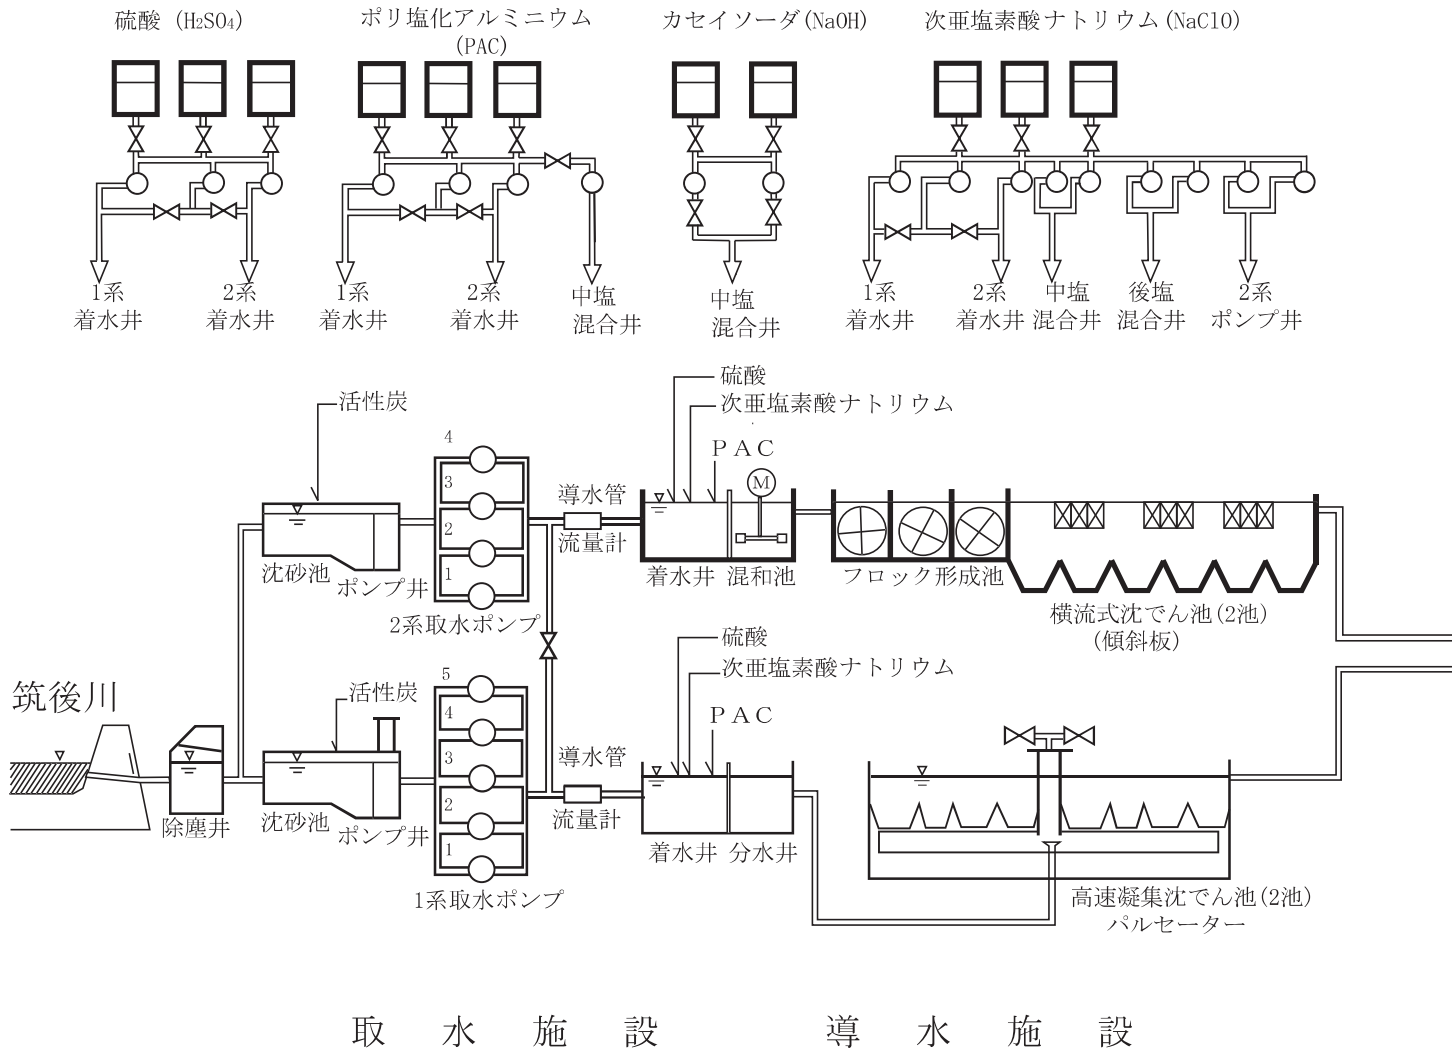 硫酸 (H₂SO₄)
ポリ塩化アルミニウム
(PAC)
カセイソーダ(NaOH)
次亜塩素酸ナトリウム(NaClO)
1系
着水井
2系
着水井
1系
着水井
2系
着水井
中塩
混合井
中塩
混合井
1系
着水井
2系
着水井
中塩
混合井
後塩
混合井
2系
ポンプ井
活性炭
硫酸
次亜塩素酸ナトリウム
PAC
4
3
2
1
導水管
流量計
M
沈砂池
ポンプ井
2系取水ポンプ
着水井
混和池
フロック形成池
横流式沈でん池(2池)
(傾斜板)
筑後川
活性炭
硫酸
次亜塩素酸ナトリウム
PAC
5
4
3
2
1
導水管
流量計
除塵井
沈砂池
ポンプ井
1系取水ポンプ
着水井
分水井
高速凝集沈でん池(2池)
パルセーター
取水施設
導水施設